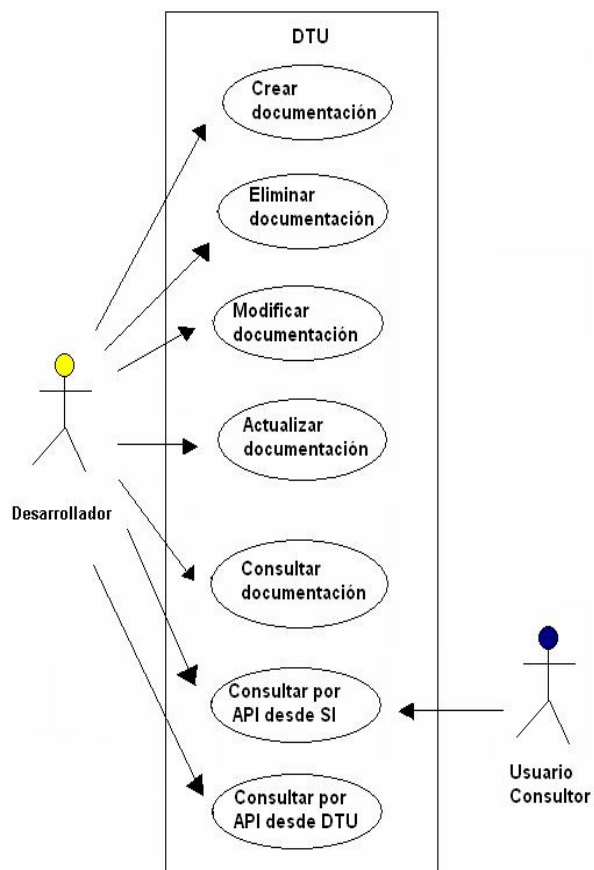 DTU
Crear
documentación
Eliminar
documentación
Modificar
documentación
Actualizar
documentación
Desarrollador
Consultar
documentación
Consultar por
API desde SI
Usuario
Consultor
Consultar por
API desde DTU